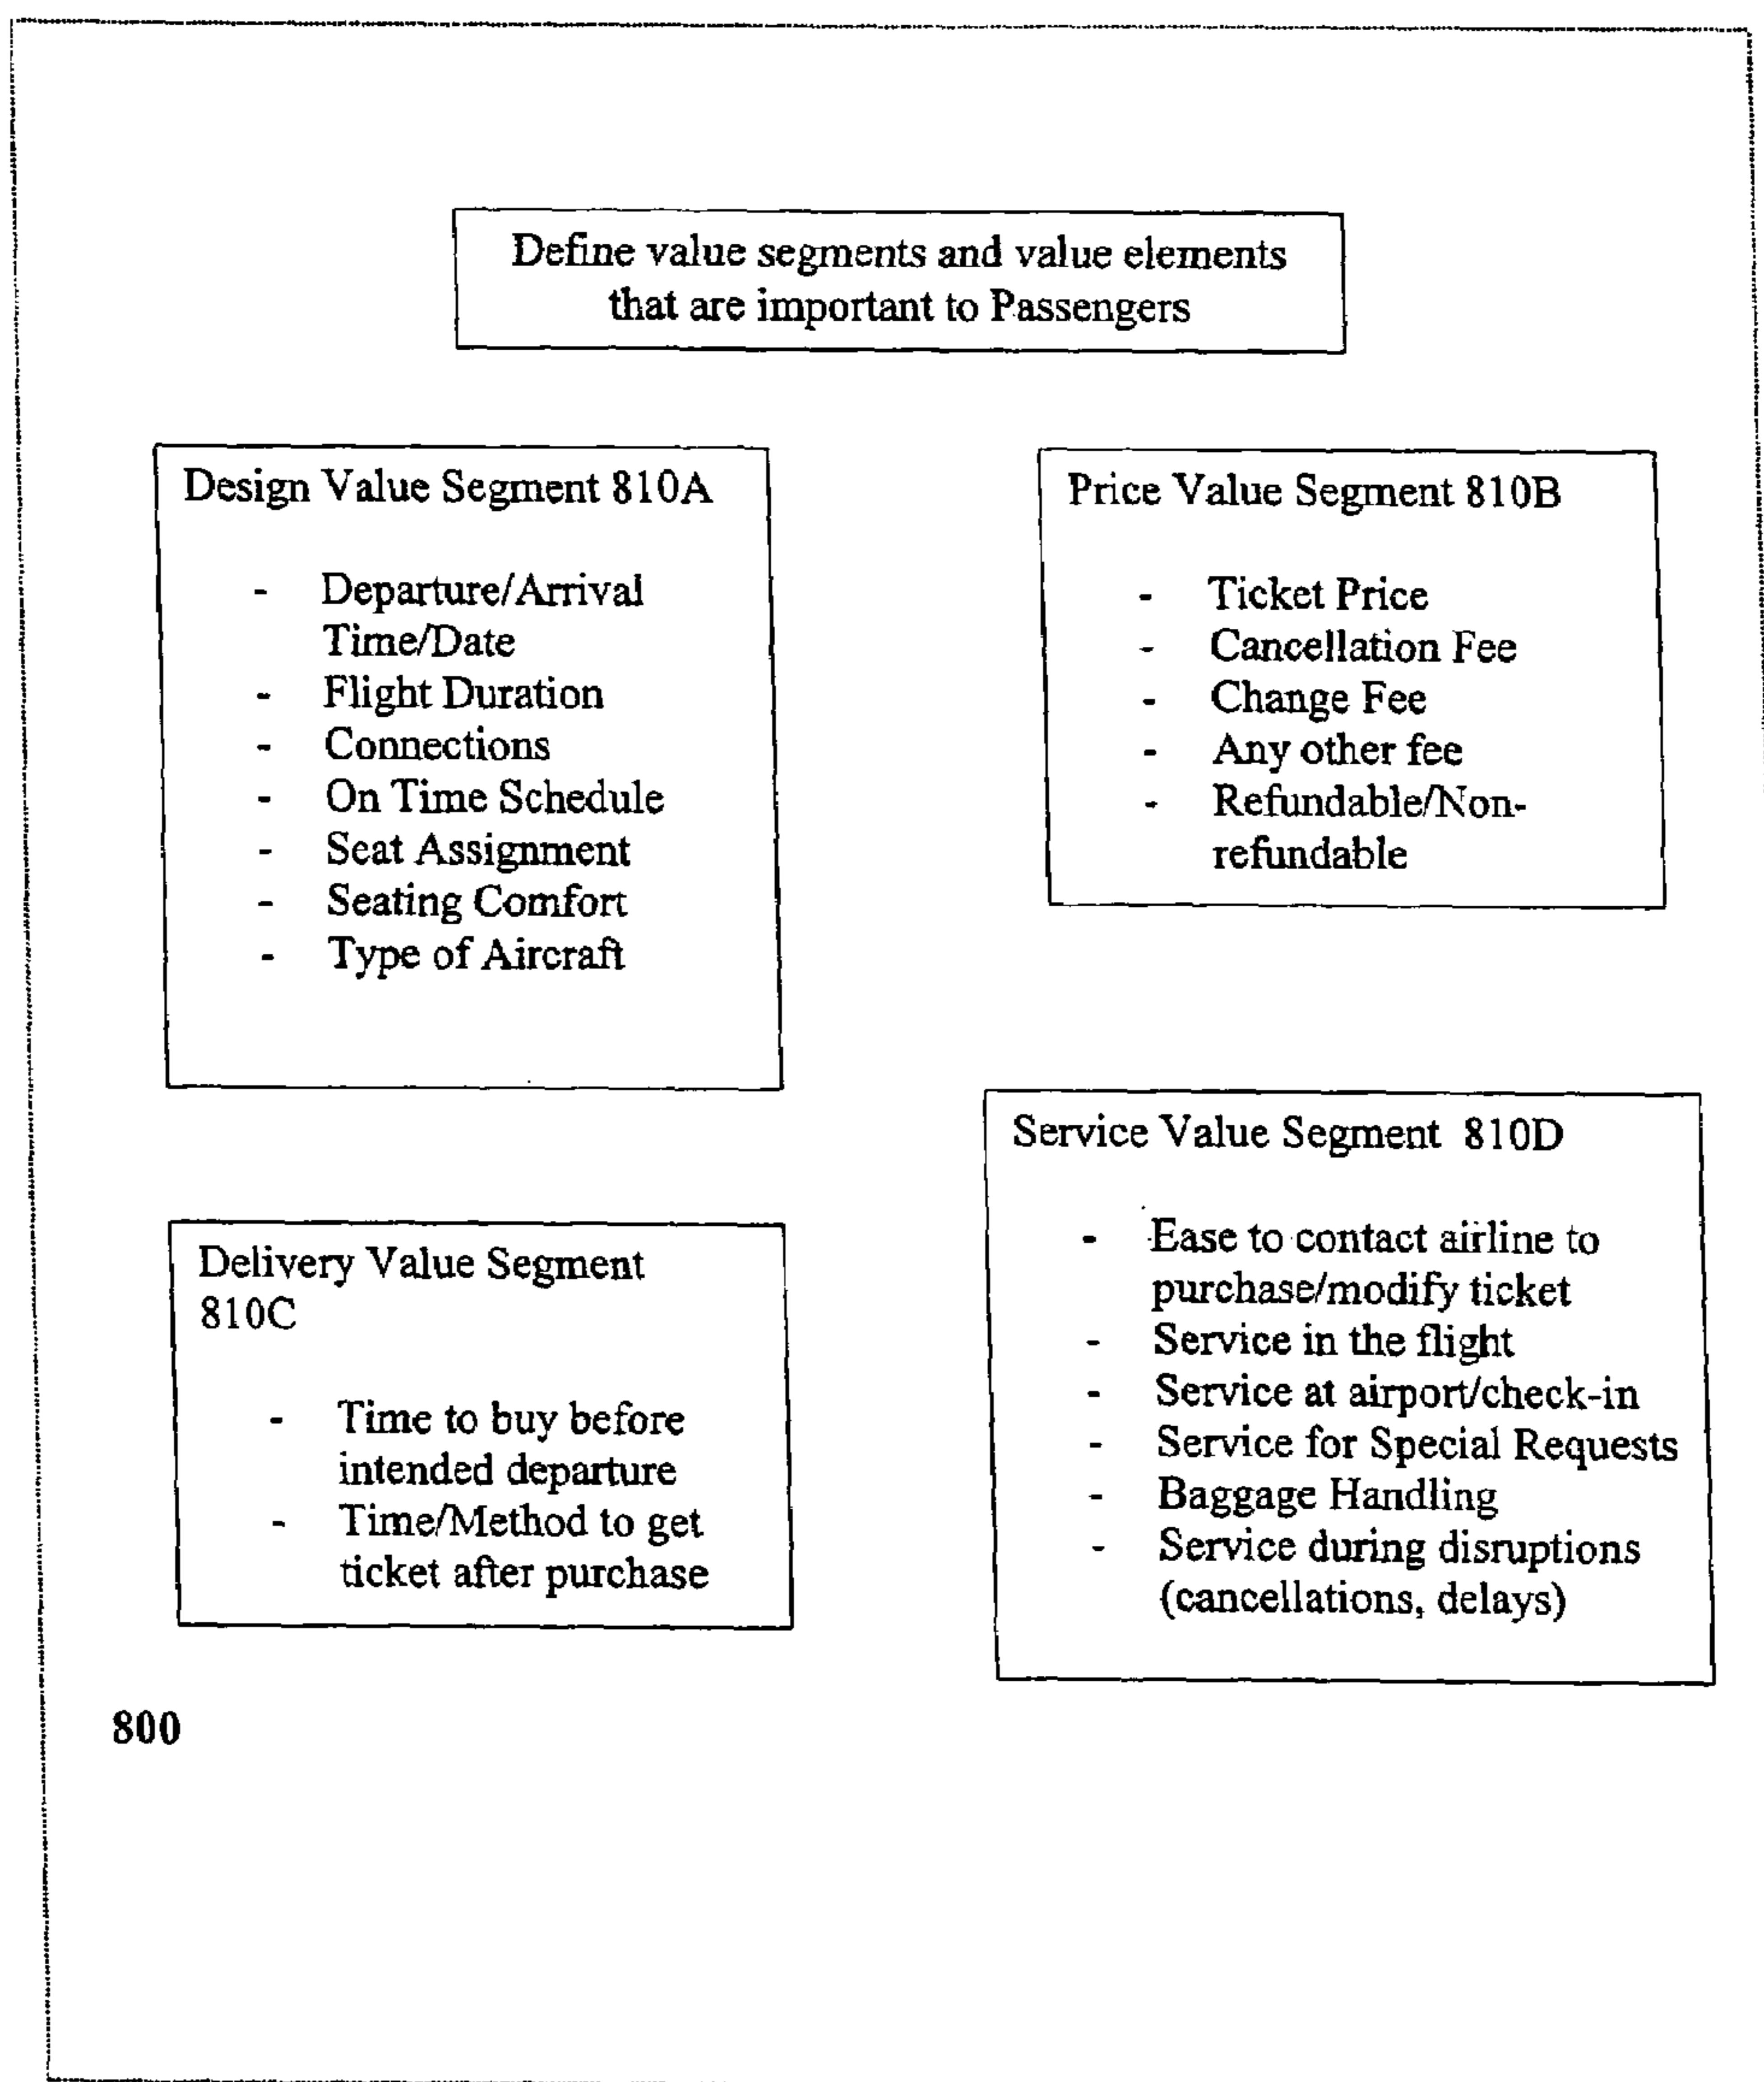 Define value segments and value elements
that are important to Passengers
Design Value Segment 810A
- Departure/Arrival
Time/Date
- Flight Duration
- Connections
- On Time Schedule
- Seat Assignment
- Seating Comfort
- Type of Aircraft
Price Value Segment 810B
- Ticket Price
- Cancellation Fee
- Change Fee
- Any other fee
- Refundable/Non-
refundable
Delivery Value Segment
810C
- Time to buy before
intended departure
- Time/Method to get
ticket after purchase
Service Value Segment 810D
- Ease to contact airline to
purchase/modify ticket
- Service in the flight
- Service at airport/check-in
- Service for Special Requests
- Baggage Handling
- Service during disruptions
(cancellations, delays)
800